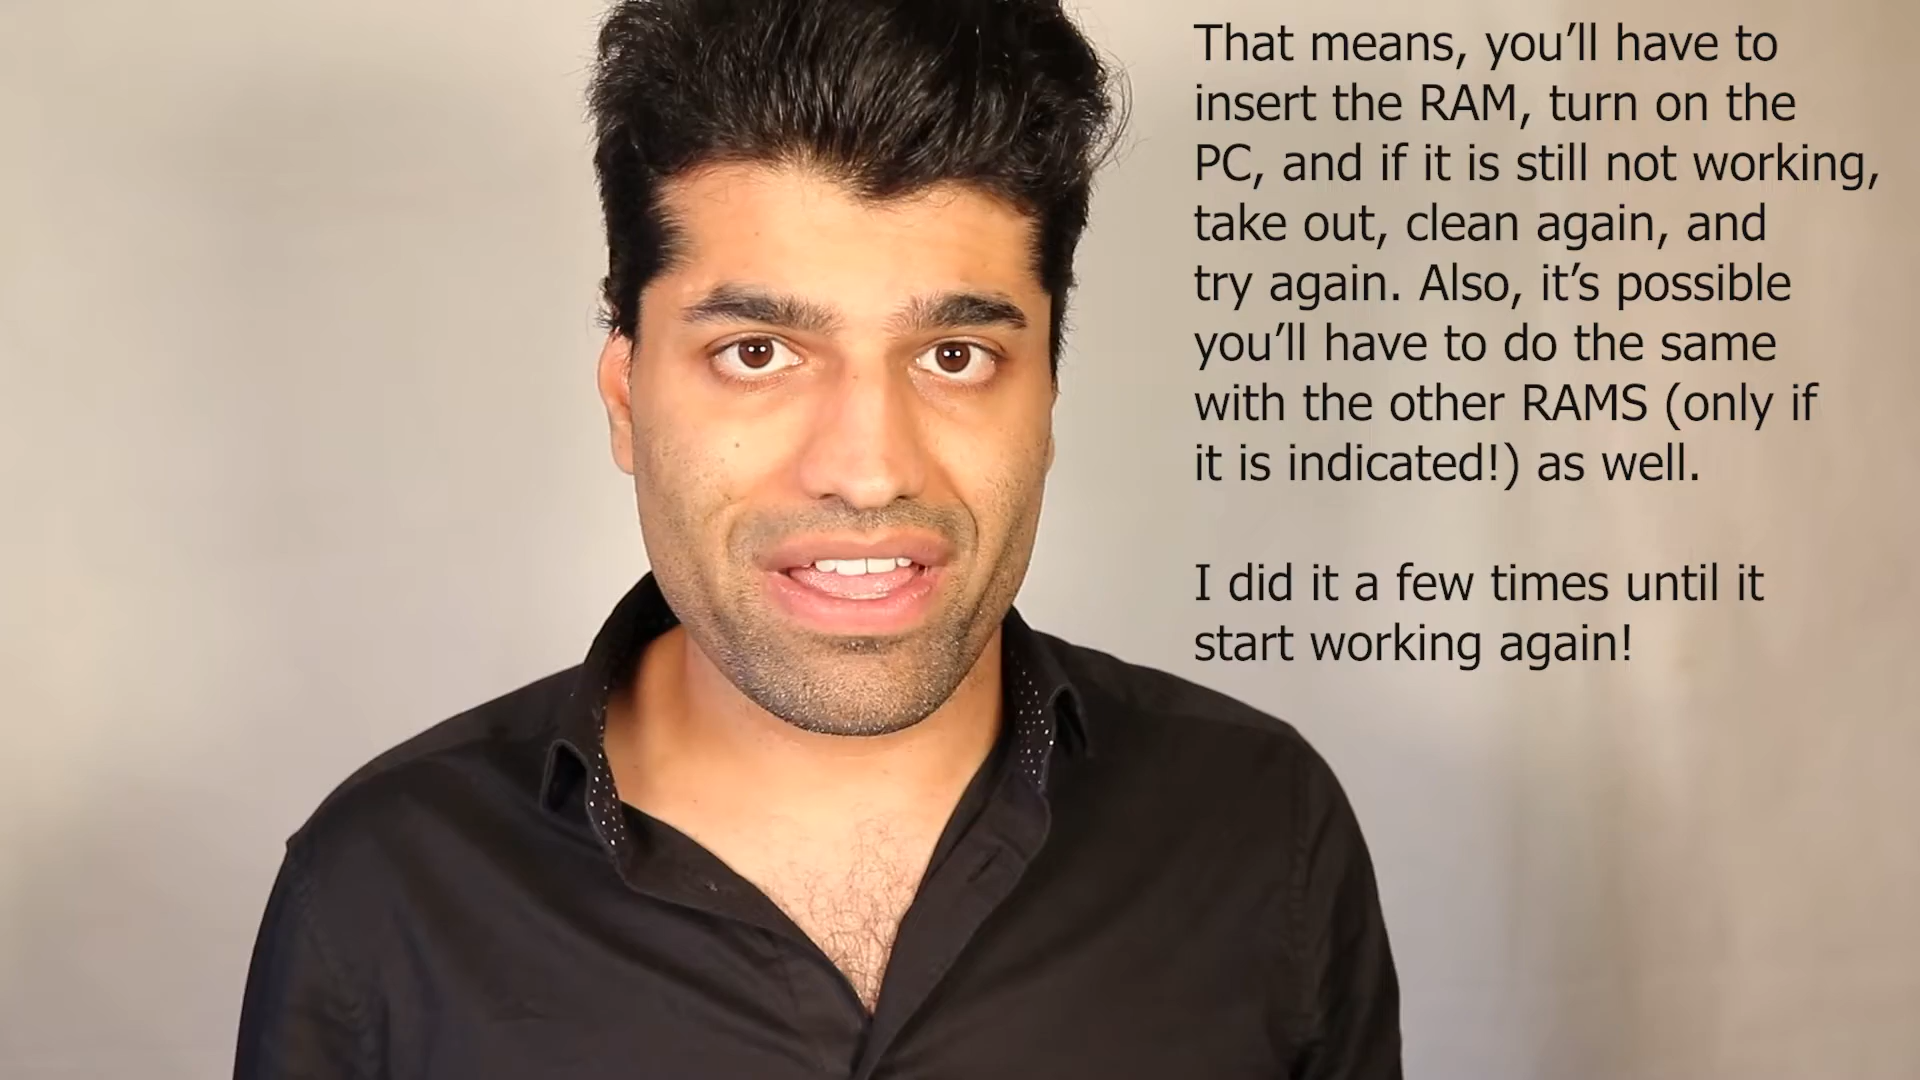 That means, you’ll have to
insert the RAM, turn on the
PC, and if it is still not working,
take out, clean again, and
try again. Also, it’s possible
you’ll have to do the same
with the other RAMS (only if
it is indicated!) as well.
I did it a few times until it
start working again!